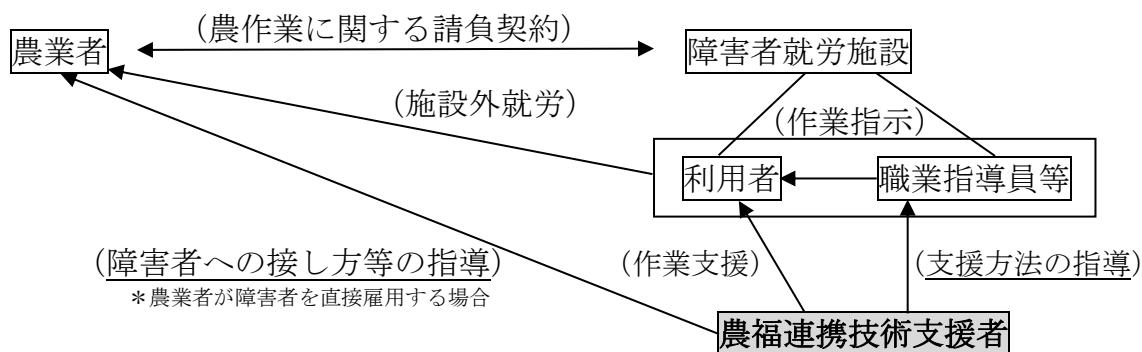 (農作業に関する請負契約)
農業者
障害者就労施設
(施設外就労)
(作業指示)
利用者
職業指導員等
(障害者への接し方等の指導)
(作業支援)
(支援方法の指導)
＊農業者が障害者を直接雇用する場合
農福連携技術支援者